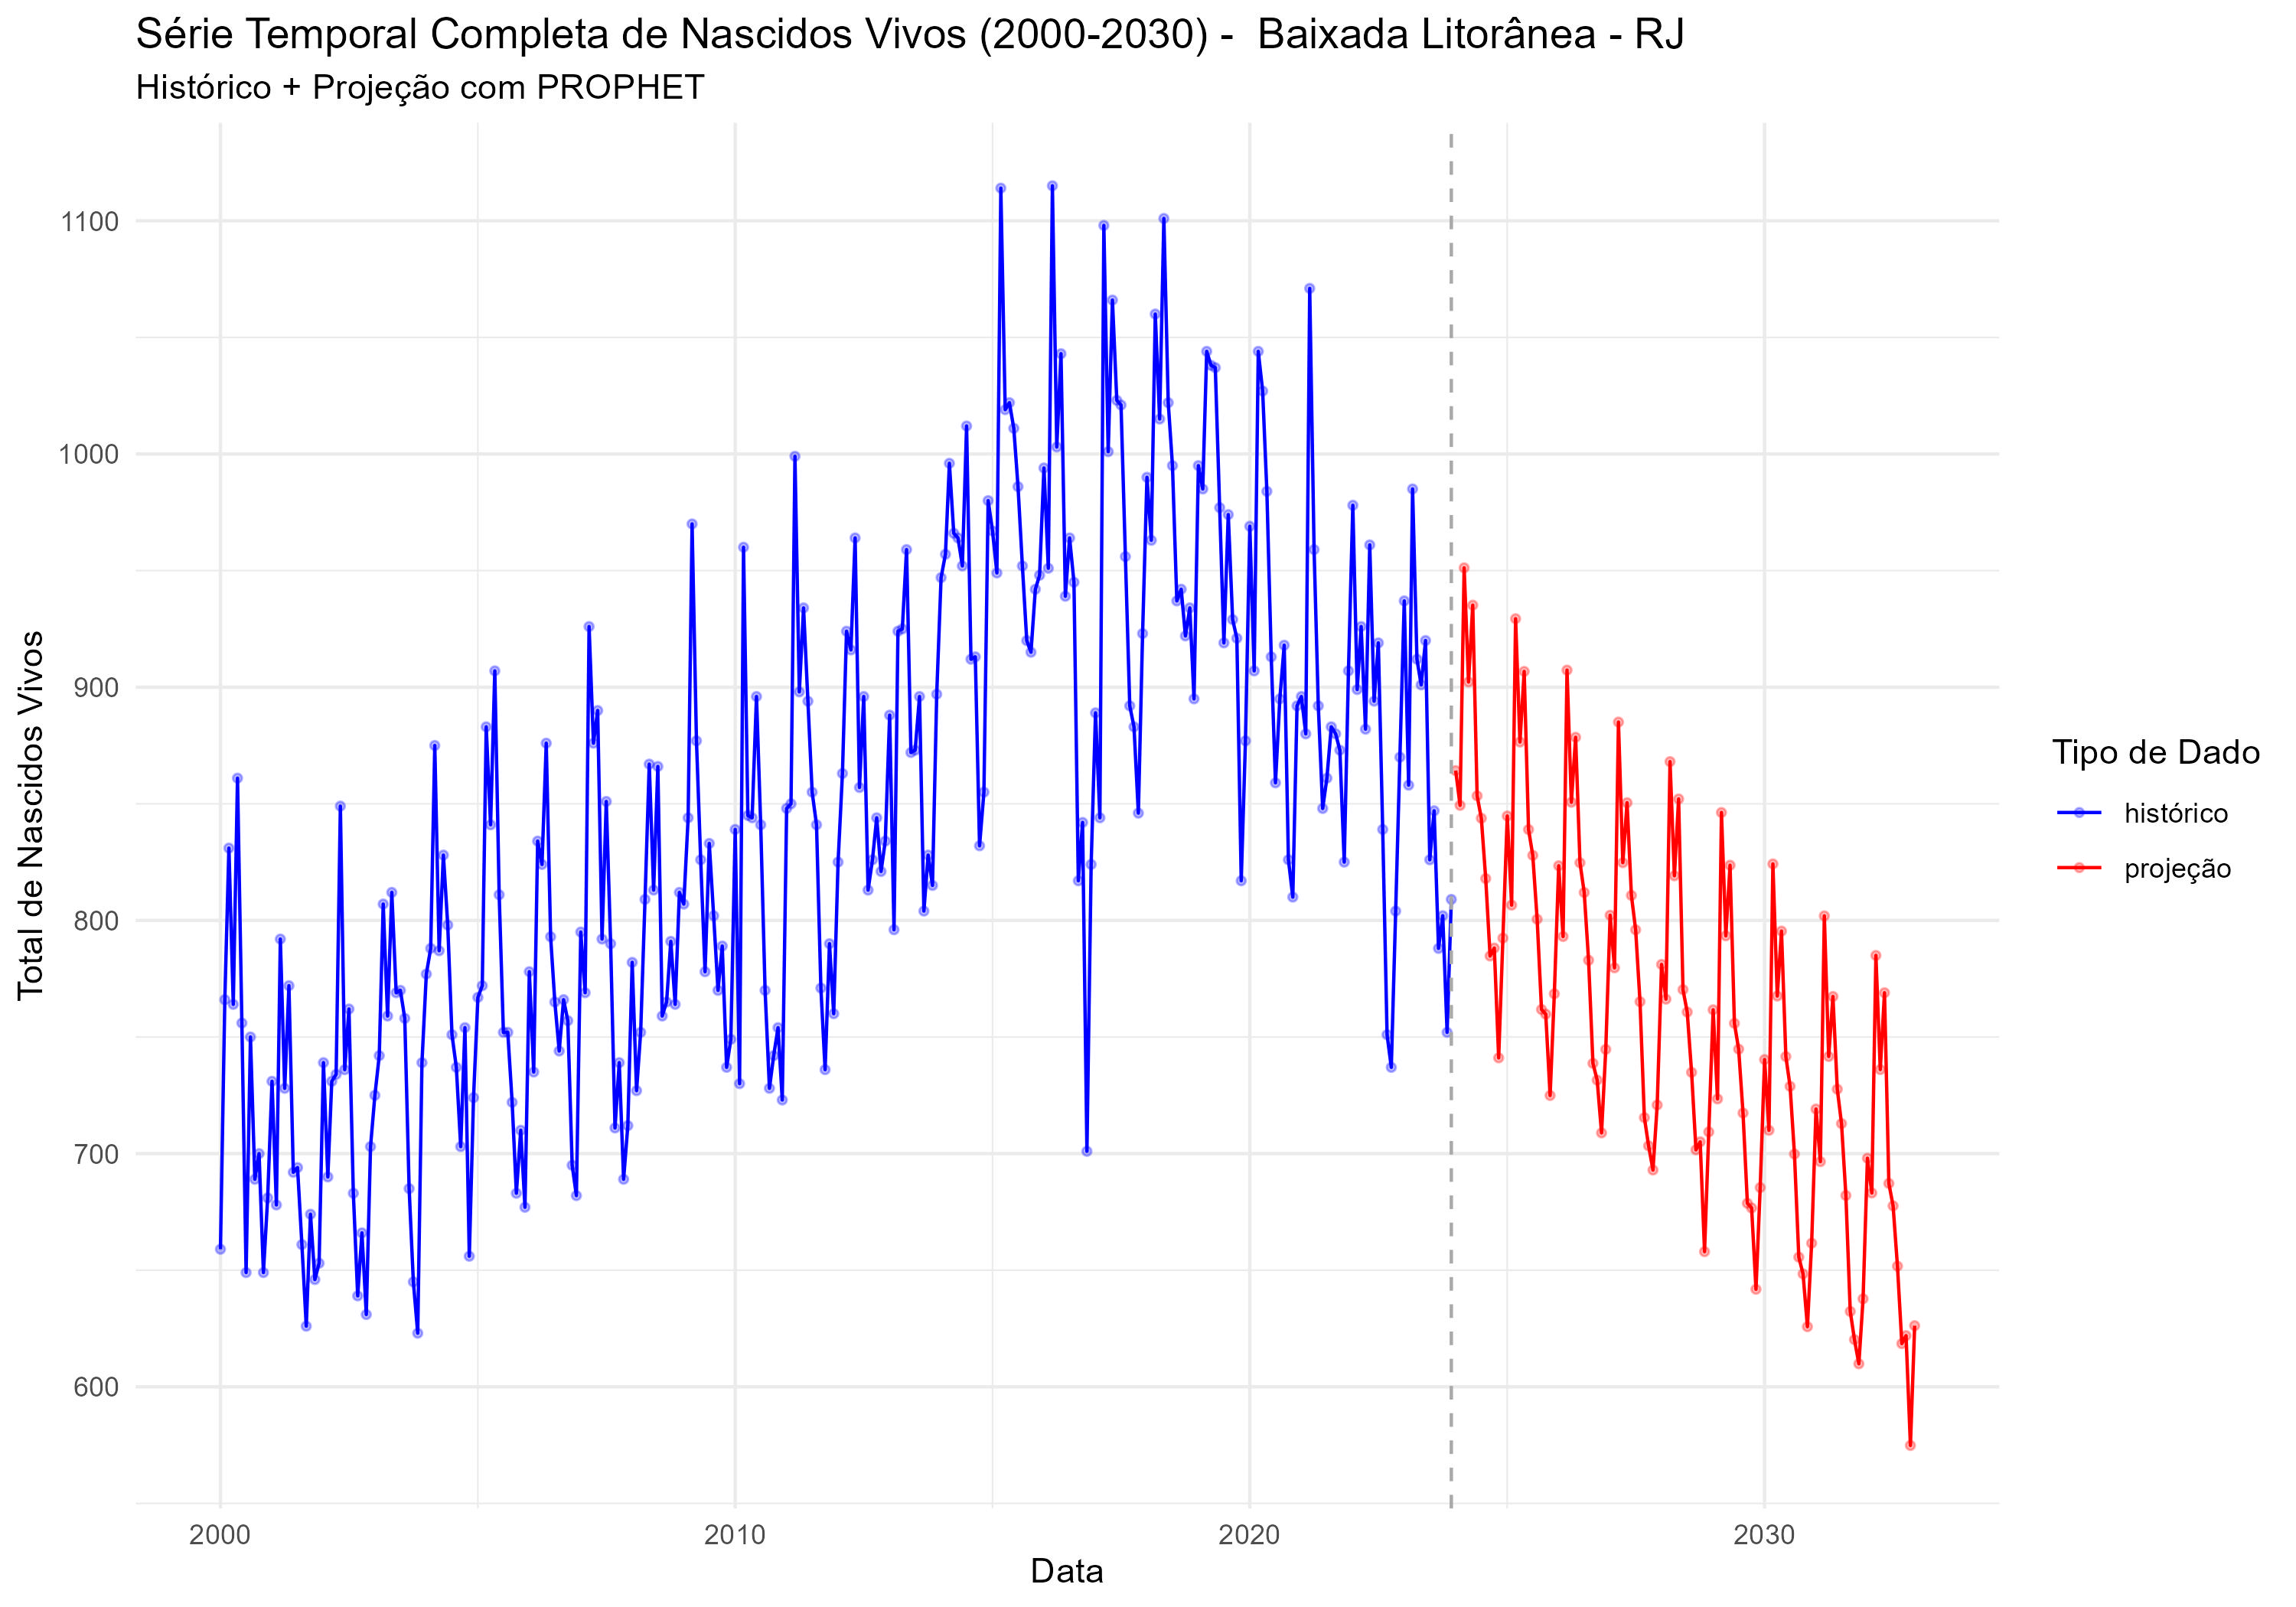 Série Temporal Completa de Nascidos Vivos (2000-2030) -  Baixada Litorânea - RJ
Histórico + Projeção com PROPHET
Total de Nascidos Vivos
1100
1000
900
800
700
600
2000
2010
2020
2030
Data
Tipo de Dado
histórico
projeção